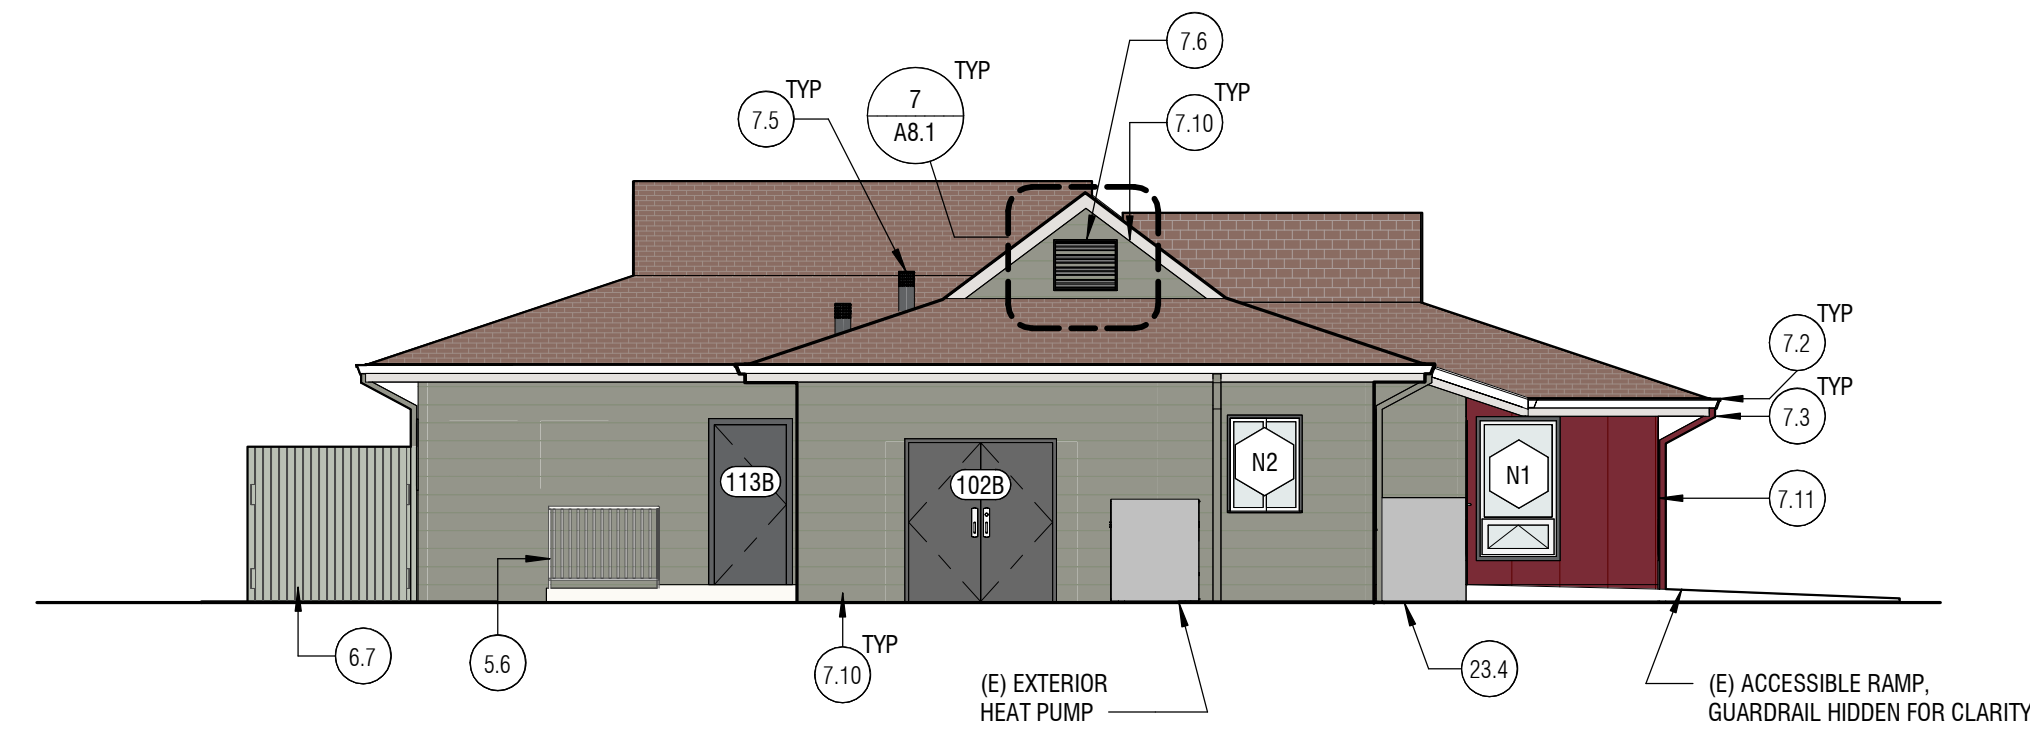 7.6
TYP
7
A8.1
TYP
7.5
TYP
7.10
TYP
7.2
TYP
7.3
N2
N1
113B
102B
7.11
6.7
5.6
TYP
7.10
23.4
(E) EXTERIOR
HEAT PUMP
(E) ACCESSIBLE RAMP,
GUARDRAIL HIDDEN FOR CLARITY